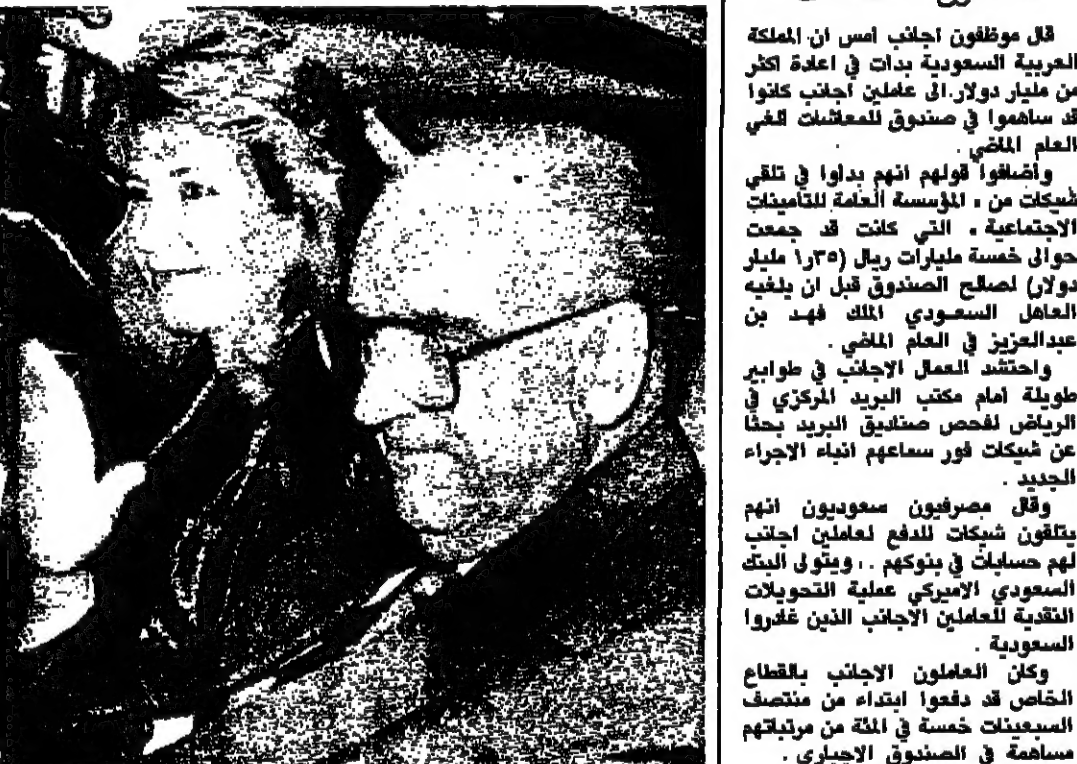 قال موظفون اجانب امس ان المملكة
العربية السعودية بدات في اعادة اكثر
من مليار دولار الى عاملين اجانب كانوا
قد ساهموا في صندوق للمعاشات الغي
العام الماضي .
وأضافوا قولهم انهم بداوا في تلقي
شيكات من « المؤسسة العامة للتأمينات
الاجتماعية » التي كانت قد جمعت
حوالى خمسة مليارات ريال (١٫٣٥ مليار
دولار) لصالح الصندوق قبل ان يلغيه
العاهل السعودي الملك فهد بن
عبدالعزيز في العام الماضي .
واحتشد العمال الاجانب في طوابير
طويلة امام مكتب البريد المركزي في
الرياض لفحص صناديق البريد بحثا
عن شيكات فور سماعهم انباء الاجراء
الجديد .
وقال مصرفيون سعوديون انهم
يتلقون شيكات للدفع لعاملين اجانب
لهم حسابات في بنوكهم .. ويتولى البنك
السعودي الاميركي عملية التحويلات
النقدية للعاملين الاجانب الذين غادروا
السعودية .
وكان العاملون الاجانب بالقطاع
الخاص قد دفعوا ابتداء من منتصف
السبعينات خمسة في المئة من مرتباتهم
مساهمة في الصندوق الاجباري .